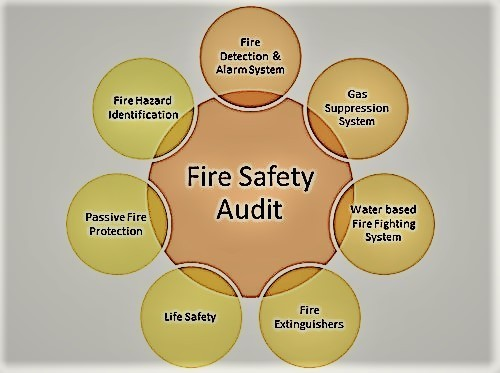 Fire
Detection &
Alarm System
Gas
Suppression
System
Water based
Fire Fighting
System
Fire
Extinguishers
Life Safety
Passive Fire
Protection
Fire Hazard
Identification
Fire Safety
Audit